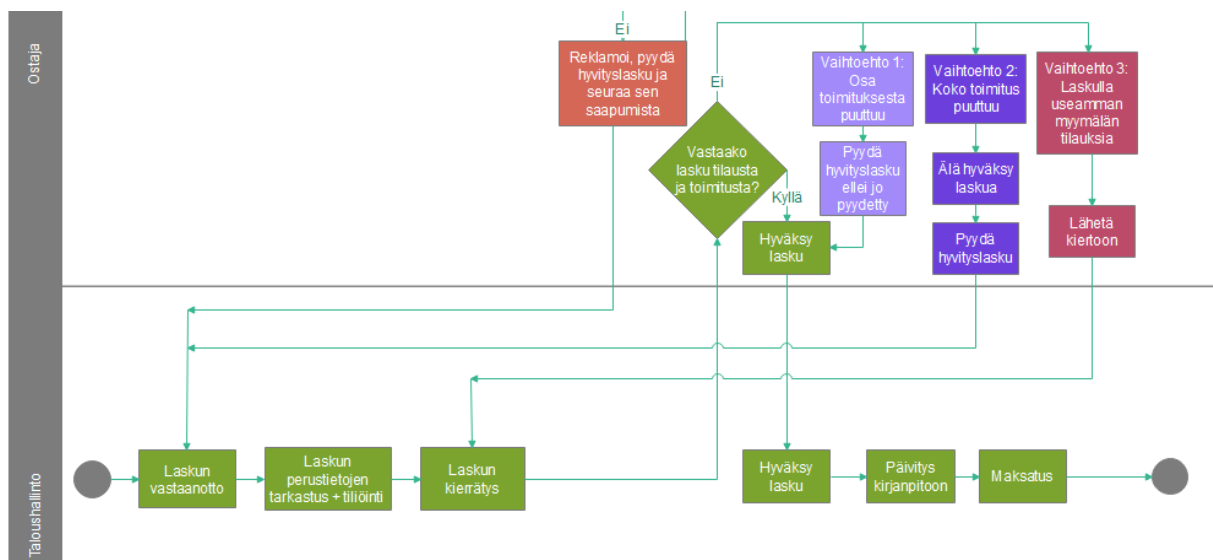 Ostaja
Ei
Reklamoi, pyydä
hyvityslasku ja
seuraa sen
saapumista
Ei
Vastaako
lasku tilausta
ja toimitusta?
Kyllä
Hyväksy
lasku
Vaihtoehto 1:
Osa
toimituksesta
puuttuu
Pyydä
hyvityslasku
ellei jo
pyydetty
Vaihtoehto 2:
Koko toimitus
puuttuu
Älä hyväksy
laskua
Pyydä
hyvityslasku
Vaihtoehto 3:
Laskulla
useamman
myymälän
tilauksia
Lähetä
kiertoon
Taloushallinto
Laskun
vastaanotto
Laskun
perustietojen
tarkastus + tiliöinti
Laskun
kierrätys
Hyväksy
lasku
Päivitys
kirjanpitoon
Maksatus